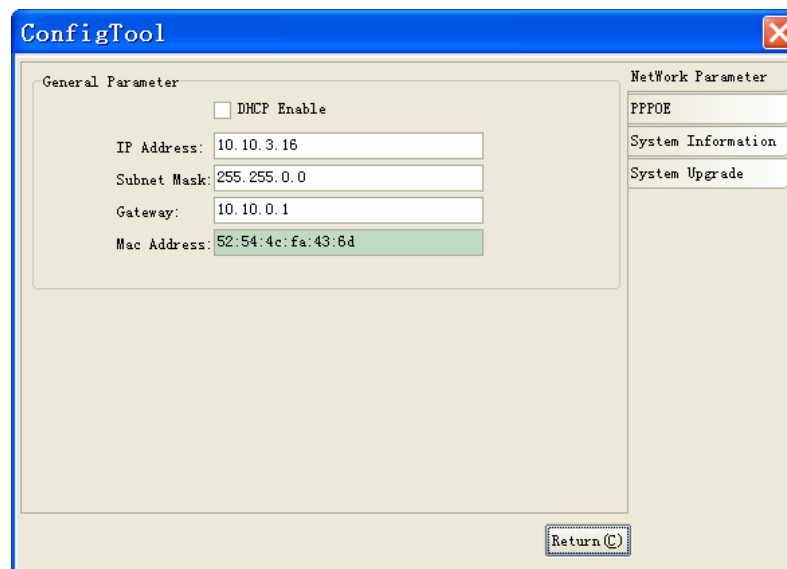 ConfigTool
General Parameter
DHCP Enable
IP Address: 10.10.3.16
Subnet Mask: 255.255.0.0
Gateway: 10.10.0.1
Mac Address: 52:54:4c:fa:43:6d
NetWork Parameter
PPPOE
System Information
System Upgrade
Return(C)